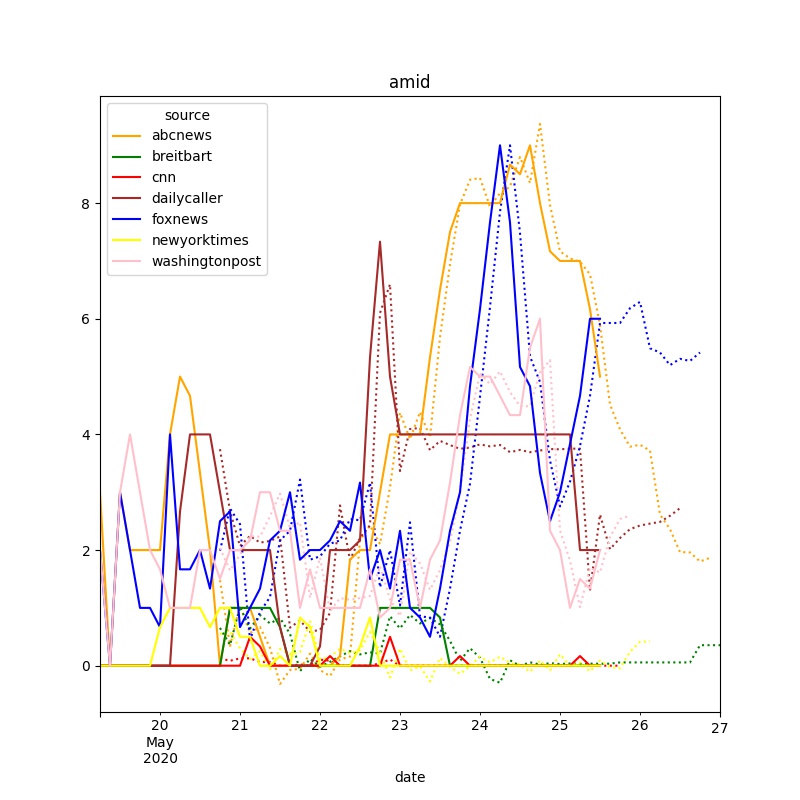 amid
source
abcnews
breitbart
cnn
dailycaller
foxnews
newyorktimes
washingtonpost
8
6
4
2
0
20
21
22
23
24
25
26
27
May
2020
date